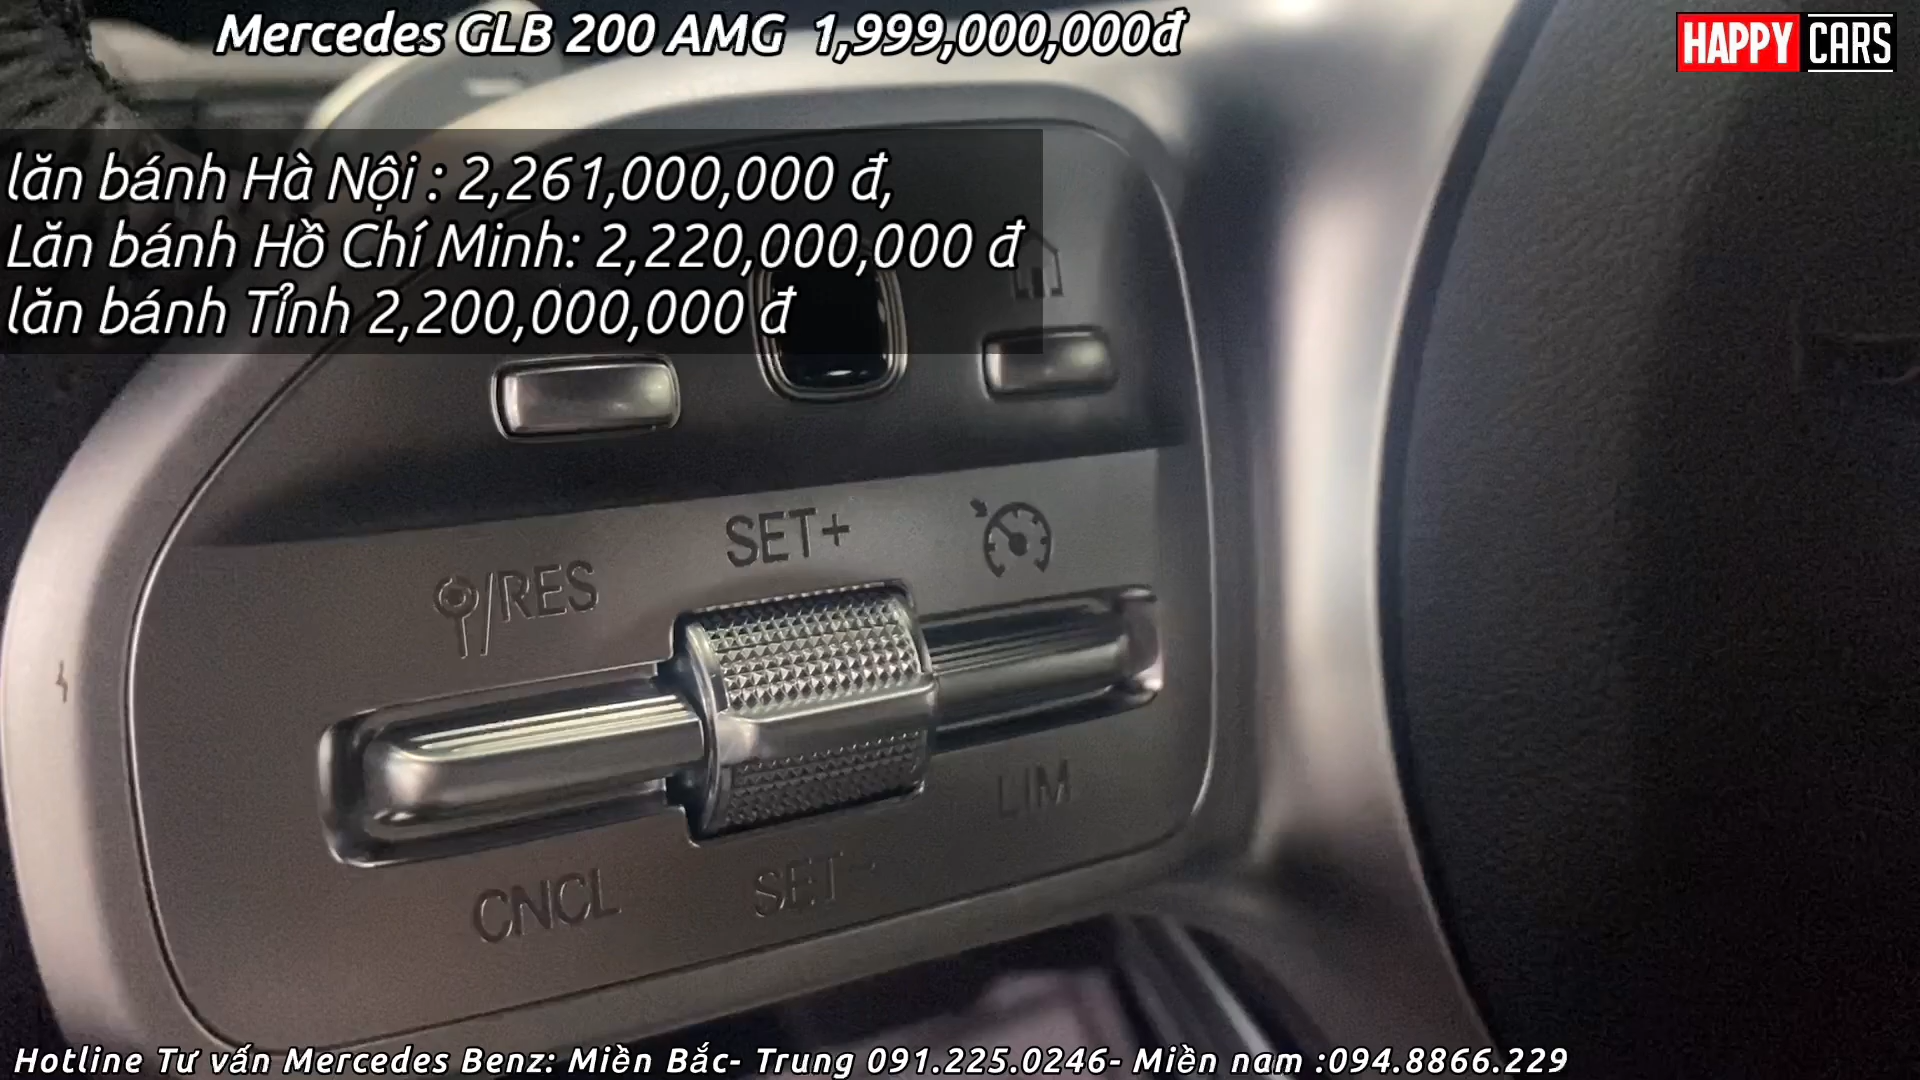 Mercedes GLB 200 AMG 1,999,000,000đ
HAPPY CARS
lăn bánh Hà Nội : 2,261,000,000 đ,
Lăn bánh Hồ Chí Minh: 2,220,000,000 đ
lăn bánh Tỉnh 2,200,000,000 đ
SET+
/RES
LIM
CNCL
SET-
Hotline Tư vấn Mercedes Benz: Miền Bắc- Trung 091.225.0246- Miền nam :094.8866.229